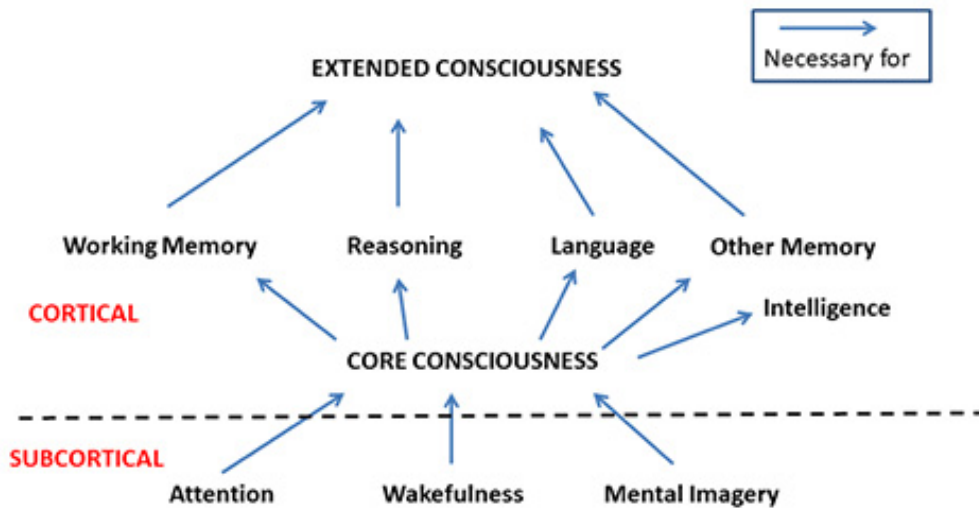 Necessary for
EXTENDED CONSCIOUSNESS
Working Memory
Reasoning
Language
Other Memory
CORTICAL
Intelligence
CORE CONSCIOUSNESS
SUBCORTICAL
Attention
Wakefulness
Mental Imagery